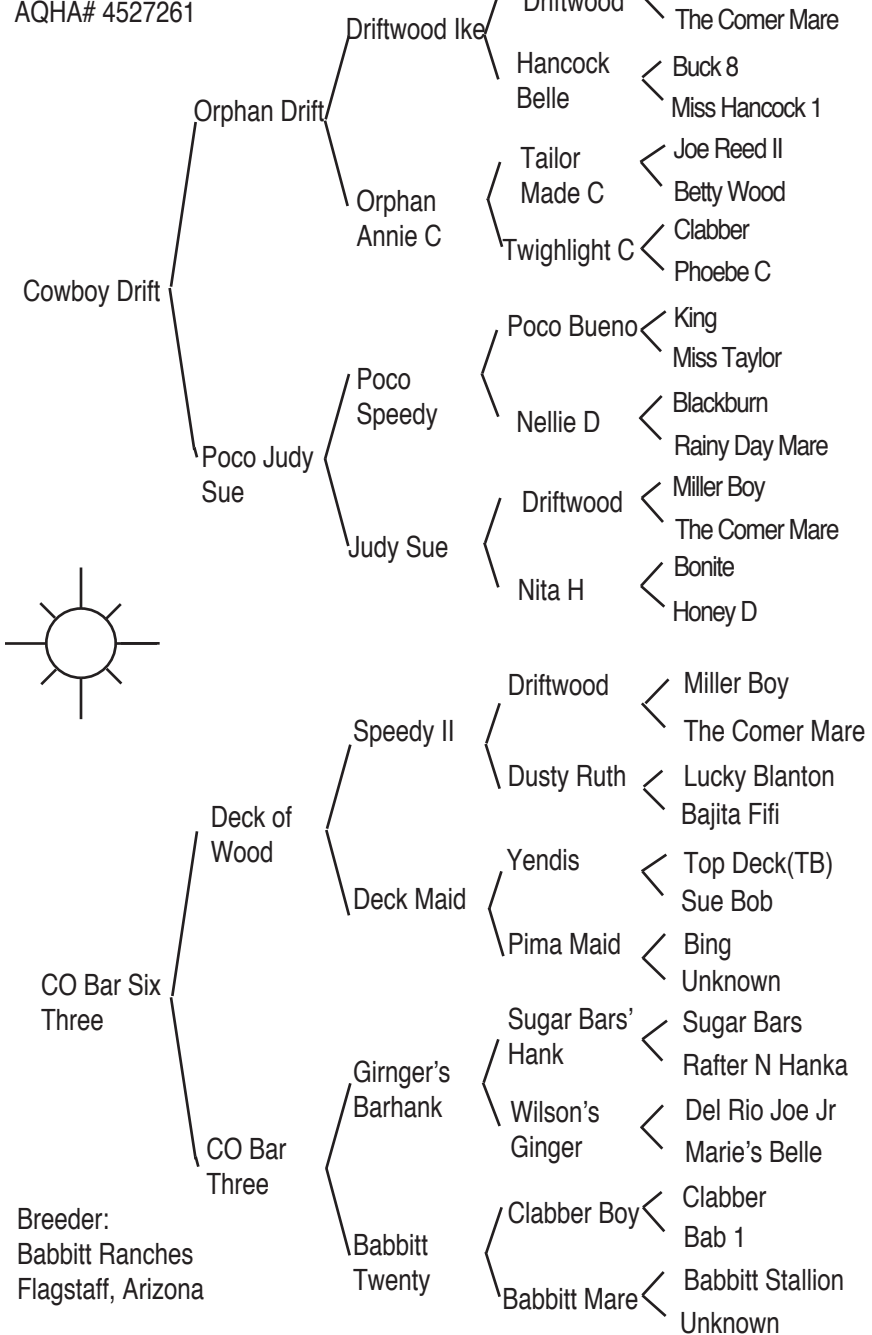 AQHA# 4527261
Driftwood
The Comer Mare
Driftwood Ike
Hancock
Belle
Buck 8
Miss Hancock 1
Orphan Drift
Tailor
Made C
Joe Reed II
Betty Wood
Orphan
Annie C
Twighlight C
Clabber
Phoebe C
Cowboy Drift
Poco Bueno
King
Miss Taylor
Poco
Speedy
Nellie D
Blackburn
Rainy Day Mare
Poco Judy
Sue
Driftwood
Miller Boy
The Comer Mare
Judy Sue
Nita H
Bonite
Honey D
Driftwood
Miller Boy
The Comer Mare
Speedy II
Dusty Ruth
Lucky Blanton
Bajita Fifi
Deck of
Wood
Yendis
Top Deck(TB)
Sue Bob
Deck Maid
Pima Maid
Bing
Unknown
CO Bar Six
Three
Sugar Bars’
Hank
Sugar Bars
Rafter N Hanka
Girnger’s
Barhank
Wilson’s
Ginger
Del Rio Joe Jr
Marie’s Belle
CO Bar
Three
Clabber Boy
Clabber
Bab 1
Babbitt
Twenty
Babbitt Mare
Babbitt Stallion
Unknown
Breeder:
Babbitt Ranches
Flagstaff, Arizona